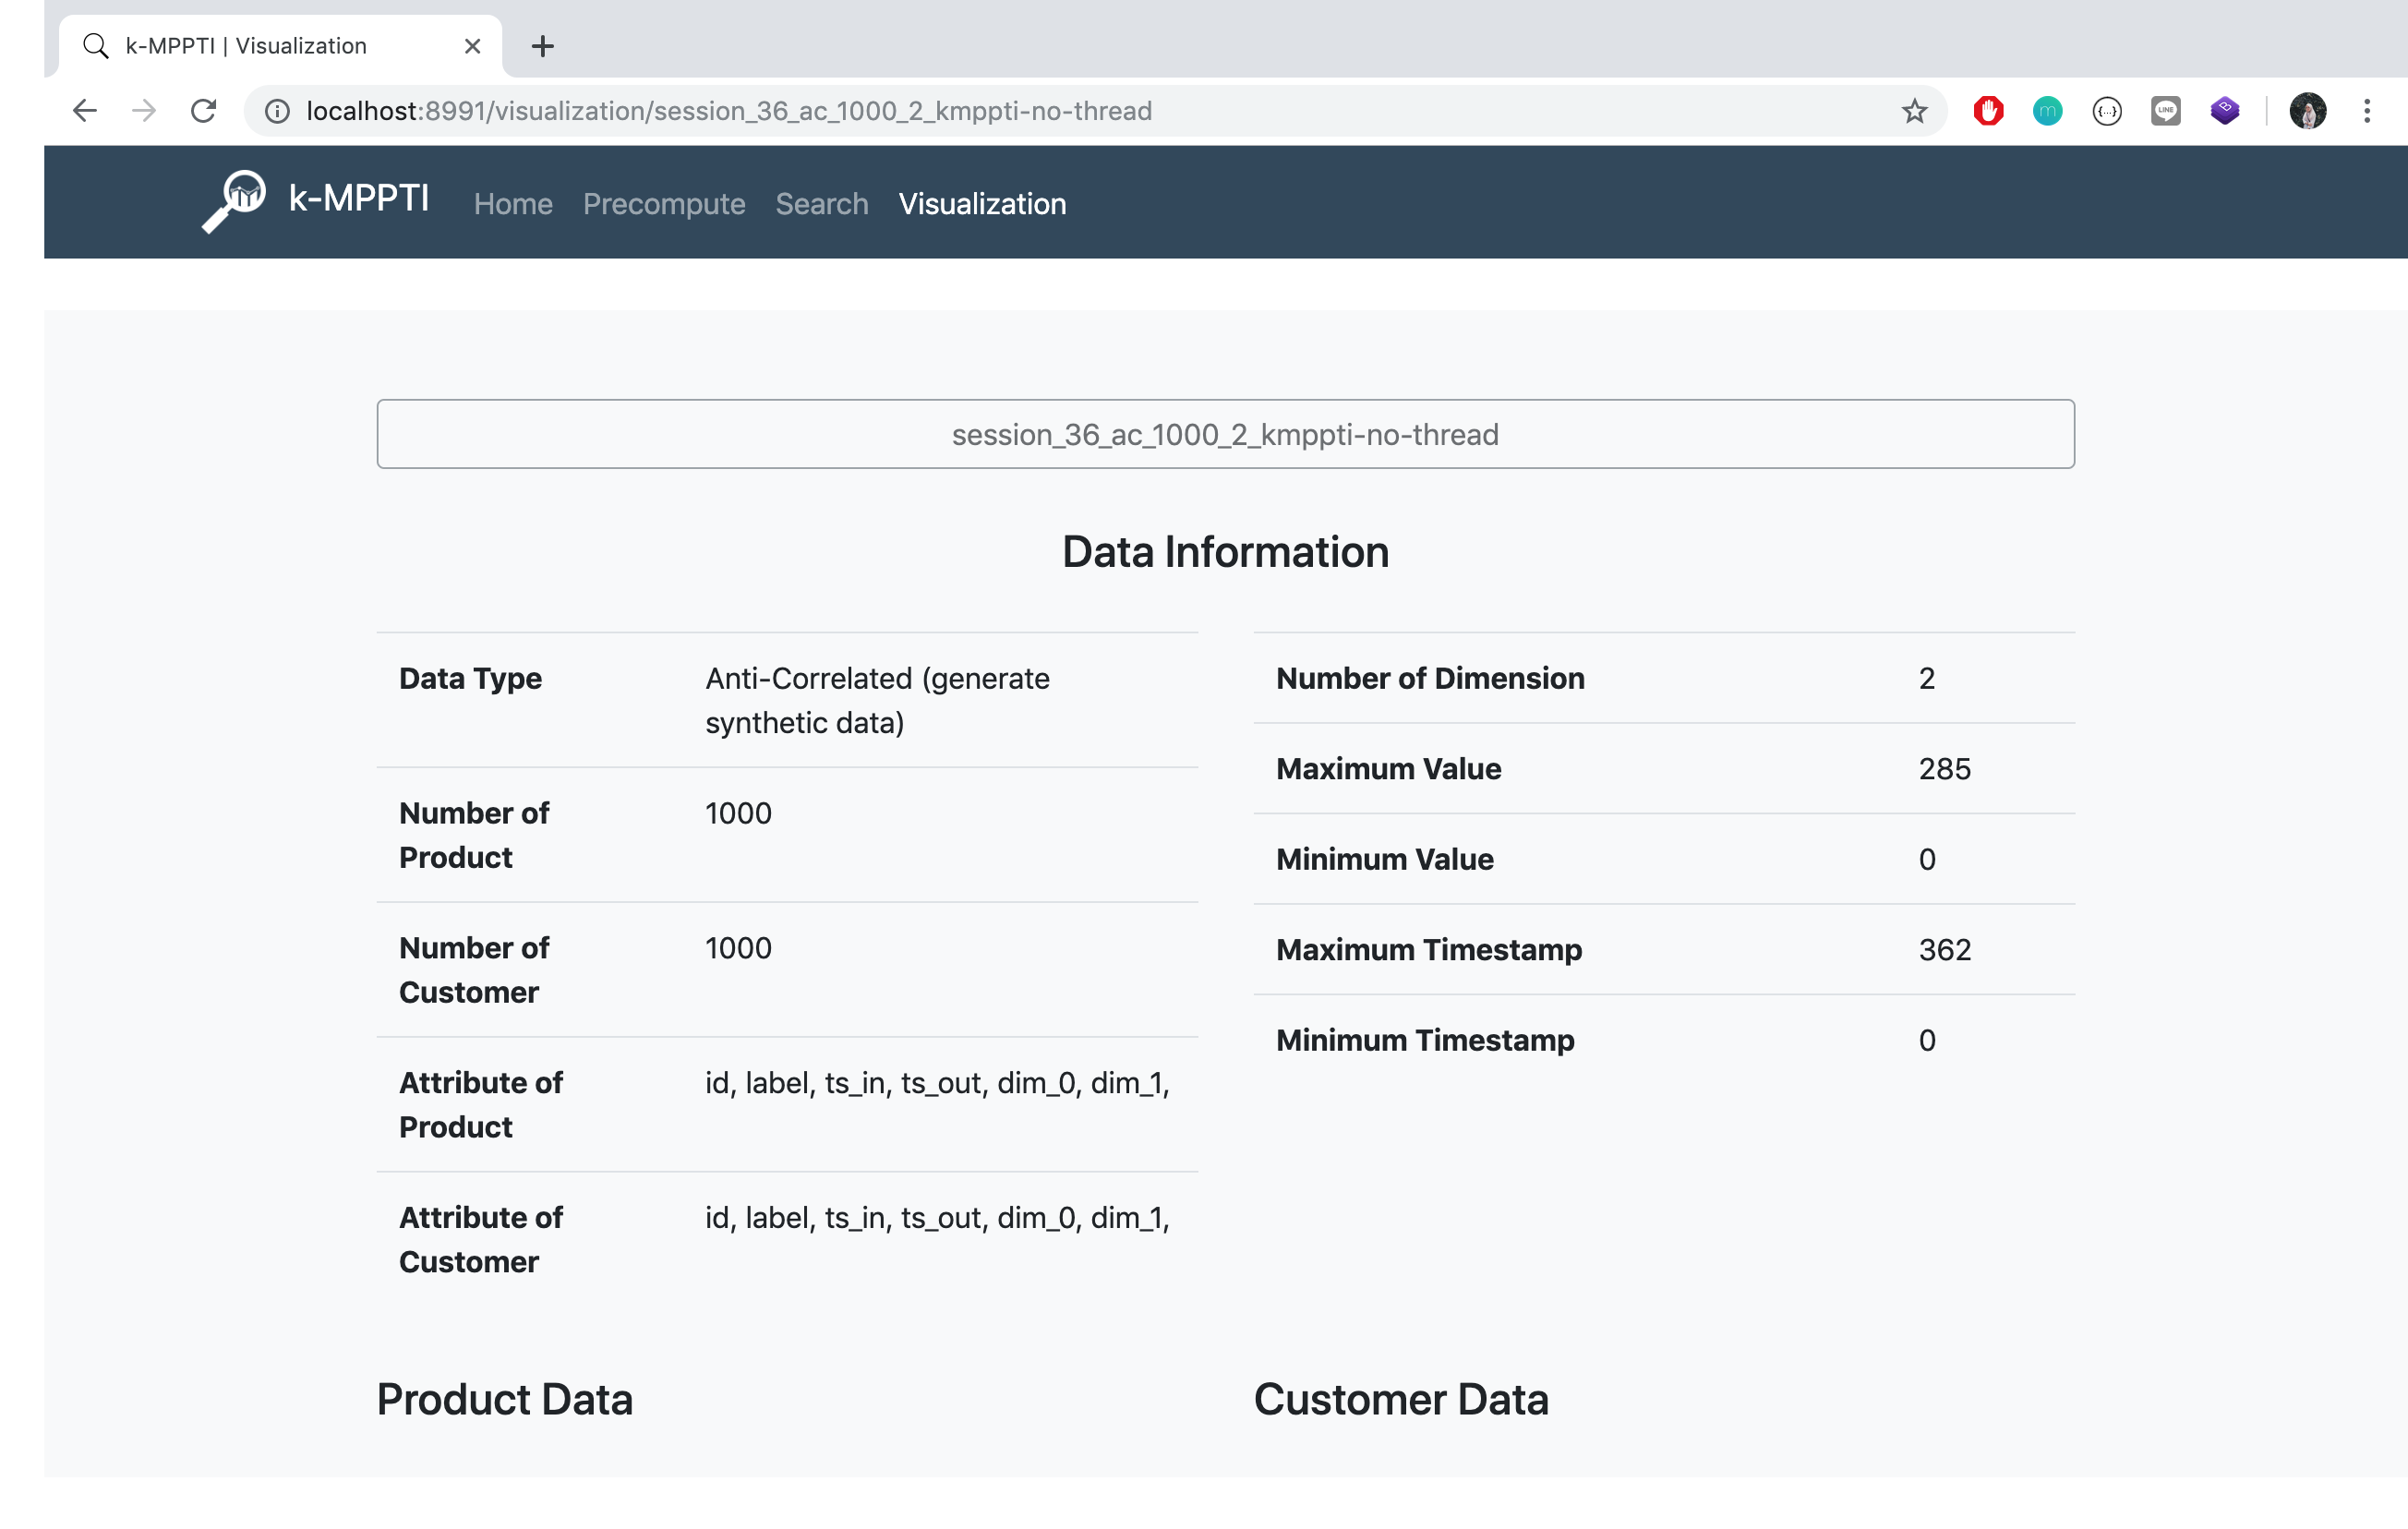 k-MPPTI | Visualization
localhost:8991/visualization/session_36_ac_1000_2_kmppti-no-thread
m
{...}
LINE
B
k-MPPTI
Home
Precompute
Search
Visualization
session_36_ac_1000_2_kmppti-no-thread
Data Information
Data Type
Anti-Correlated (generate
synthetic data)
Number of
Product
1000
Number of
Customer
1000
Attribute of
Product
id, label, ts_in, ts_out, dim_0, dim_1,
Attribute of
Customer
id, label, ts_in, ts_out, dim_0, dim_1,
Number of Dimension
2
Maximum Value
285
Minimum Value
0
Maximum Timestamp
362
Minimum Timestamp
0
Product Data
Customer Data